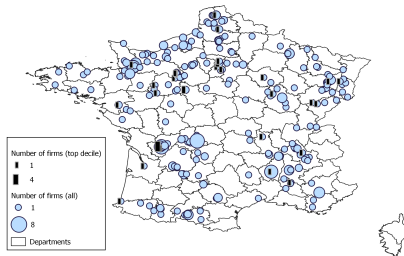 Number of firms (top decile)
1
4
Number of firms (all)
1
8
Departments